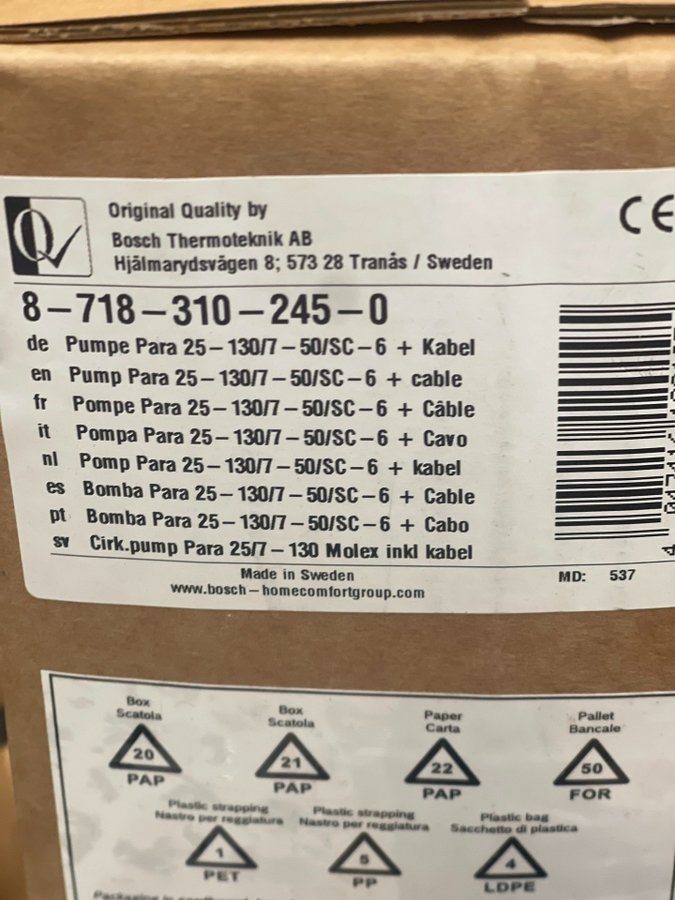 Original Quality by
Bosch Thermoteknik AB
Hjälmarydsvägen 8; 573 28 Tranås / Sweden
CE
8-718-310-245-0
de Pumpe Para 25-130/7-50/SC-6 + Kabel
en Pump Para 25-130/7-50/SC-6 + cable
fr Pompe Para 25-130/7-50/SC-6 + Câble
it Pompa Para 25-130/7-50/SC-6 + Cavo
nl Pomp Para 25-130/7-50/SC-6 + kabel
es Bomba Para 25-130/7-50/SC-6 + Cable
pt Bomba Para 25-130/7-50/SC-6 + Cabo
sv Cirk.pump Para 25/7-130 Molex inkl kabel
Made in Sweden
MD: 537
www.bosch-homecomfortgroup.com
Box Box Paper Pallet
Scatola Scatola Carta Bancale
20 21 22 50
PAP PAP PAP FOR
Plastic strapping Plastic strapping Plastic bag
Nastro per reggiatura Nastro per reggiatura Sacchetto di plastica
1 5 4
PET PP LDPE